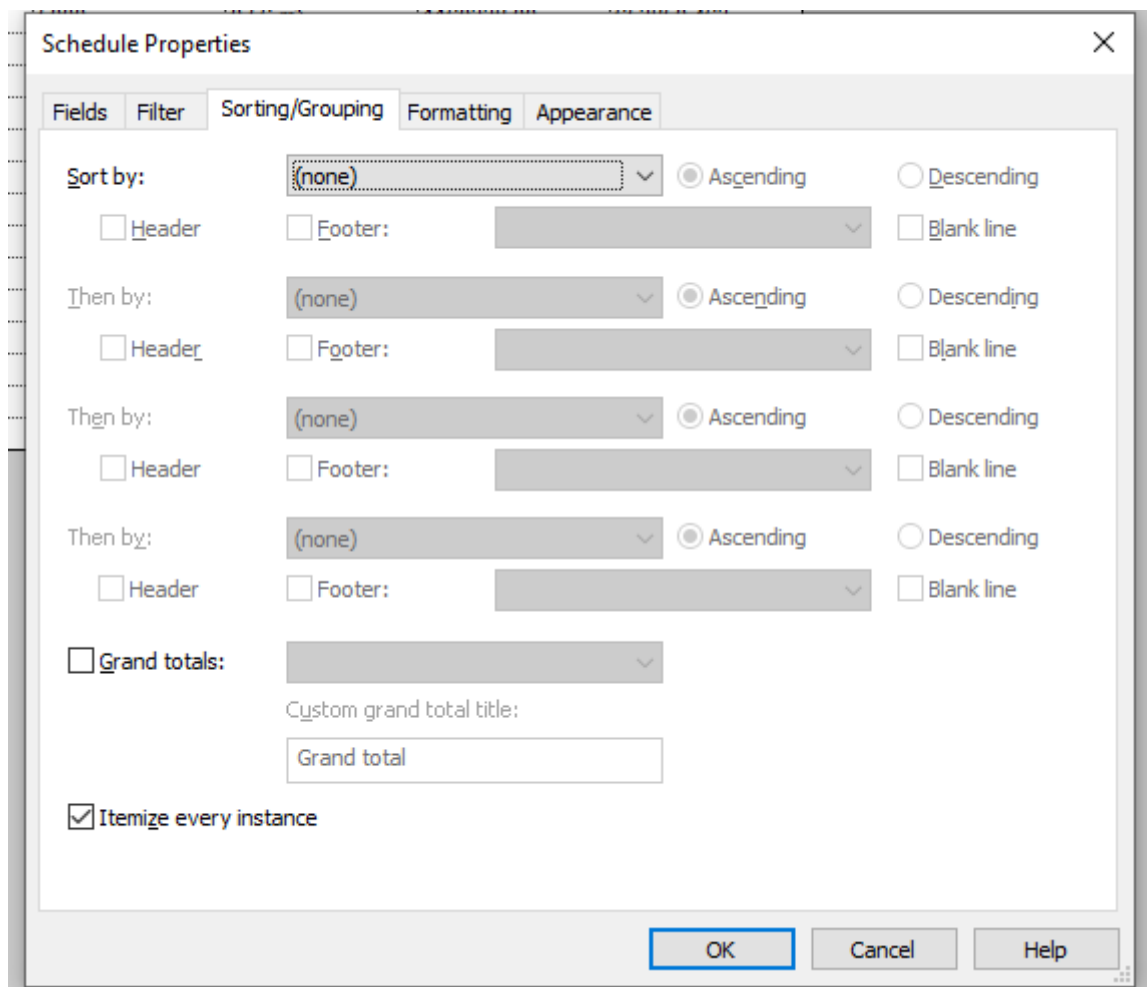 Schedule Properties
Fields Filter Sorting/Grouping Formatting Appearance
Sort by: (none) Ascending Descending
Header Footer: Blank line
Then by: (none) Ascending Descending
Header Footer: Blank line
Then by: (none) Ascending Descending
Header Footer: Blank line
Then by: (none) Ascending Descending
Header Footer: Blank line
Grand totals:
Custom grand total title:
Grand total
Itemize every instance
OK Cancel Help